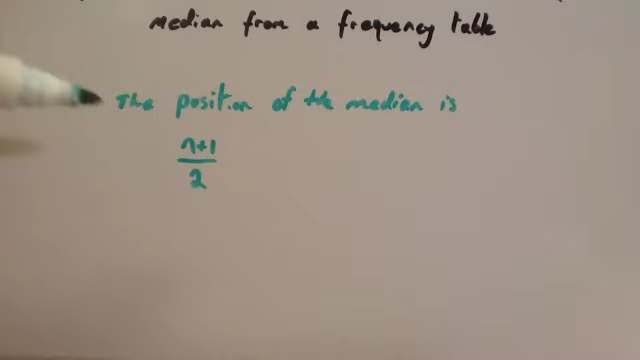 median from a frequency table
The position of the median is
n+1
2